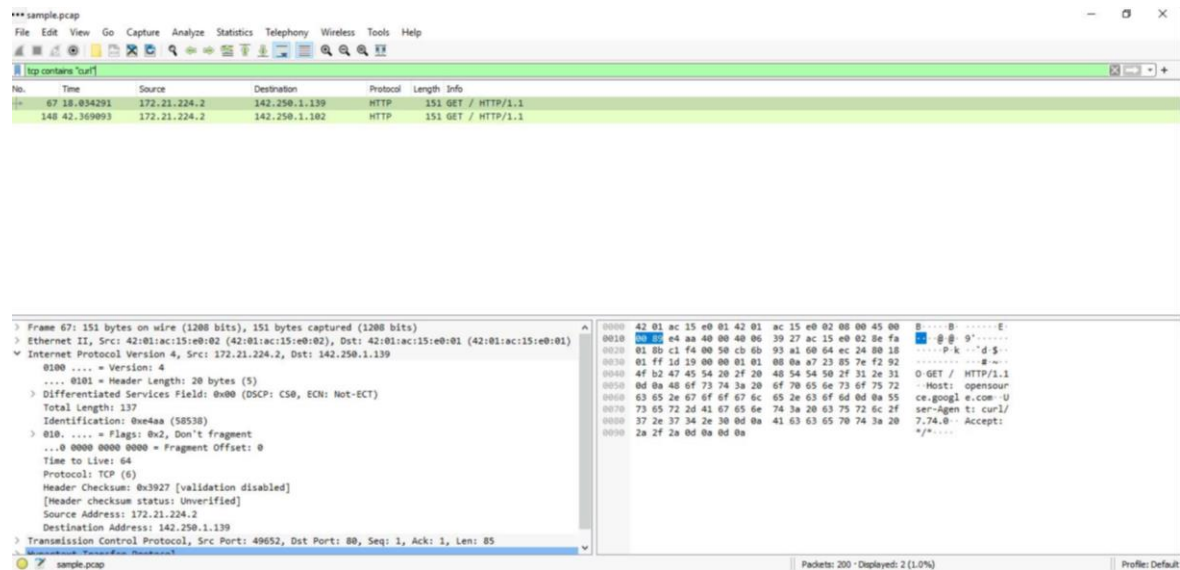 sample.pcap
File Edit View Go Capture Analyze Statistics Telephony Wireless Tools Help
tcp contains "curl"
No. Time Source Destination Protocol Length Info
67 18.034291 172.21.224.2 142.250.1.139 HTTP 151 GET / HTTP/1.1
148 42.369093 172.21.224.2 142.250.1.102 HTTP 151 GET / HTTP/1.1
Frame 67: 151 bytes on wire (1208 bits), 151 bytes captured (1208 bits)
Ethernet II, Src: 42:01:ac:15:e0:02 (42:01:ac:15:e0:02), Dst: 42:01:ac:15:e0:01 (42:01:ac:15:e0:01)
Internet Protocol Version 4, Src: 172.21.224.2, Dst: 142.250.1.139
0100 .... = Version: 4
.... 0101 = Header Length: 20 bytes (5)
Differentiated Services Field: 0x00 (DSCP: CS0, ECN: Not-ECT)
Total Length: 137
Identification: 0xe4aa (58538)
010. .... = Flags: 0x2, Don't fragment
...0 0000 0000 0000 = Fragment Offset: 0
Time to Live: 64
Protocol: TCP (6)
Header Checksum: 0x3927 [validation disabled]
[Header checksum status: Unverified]
Source Address: 172.21.224.2
Destination Address: 142.250.1.139
Transmission Control Protocol, Src Port: 49652, Dst Port: 80, Seq: 1, Ack: 1, Len: 85
Hypertext Transfer Protocol
0000 42 01 ac 15 e0 01 42 01 ac 15 e0 02 08 00 45 00 B·····B· ······E·
0010 00 89 e4 aa 40 00 40 06 39 27 ac 15 e0 02 8e fa ····@·@· 9'······
0020 01 8b c1 f4 00 50 cb 6b 93 a1 60 64 ec 24 80 18 ·····P·k ··`d·$··
0030 01 ff 1d 19 00 00 01 01 08 0a a7 23 85 7e f2 92 ········ ···#·~··
0040 4f b2 47 45 54 20 2f 20 48 54 54 50 2f 31 2e 31 O·GET / HTTP/1.1
0050 0d 0a 48 6f 73 74 3a 20 6f 70 65 6e 73 6f 75 72 ··Host: opensour
0060 63 65 2e 67 6f 6f 67 6c 65 2e 63 6f 6d 0d 0a 55 ce.googl e.com··U
0070 73 65 72 2d 41 67 65 6e 74 3a 20 63 75 72 6c 2f ser-Agen t: curl/
0080 37 2e 37 34 2e 30 0d 0a 41 63 63 65 70 74 3a 20 7.74.0·· Accept:
0090 2a 2f 2a 0d 0a 0d 0a */*····
sample.pcap Packets: 200 · Displayed: 2 (1.0%) Profile: Default